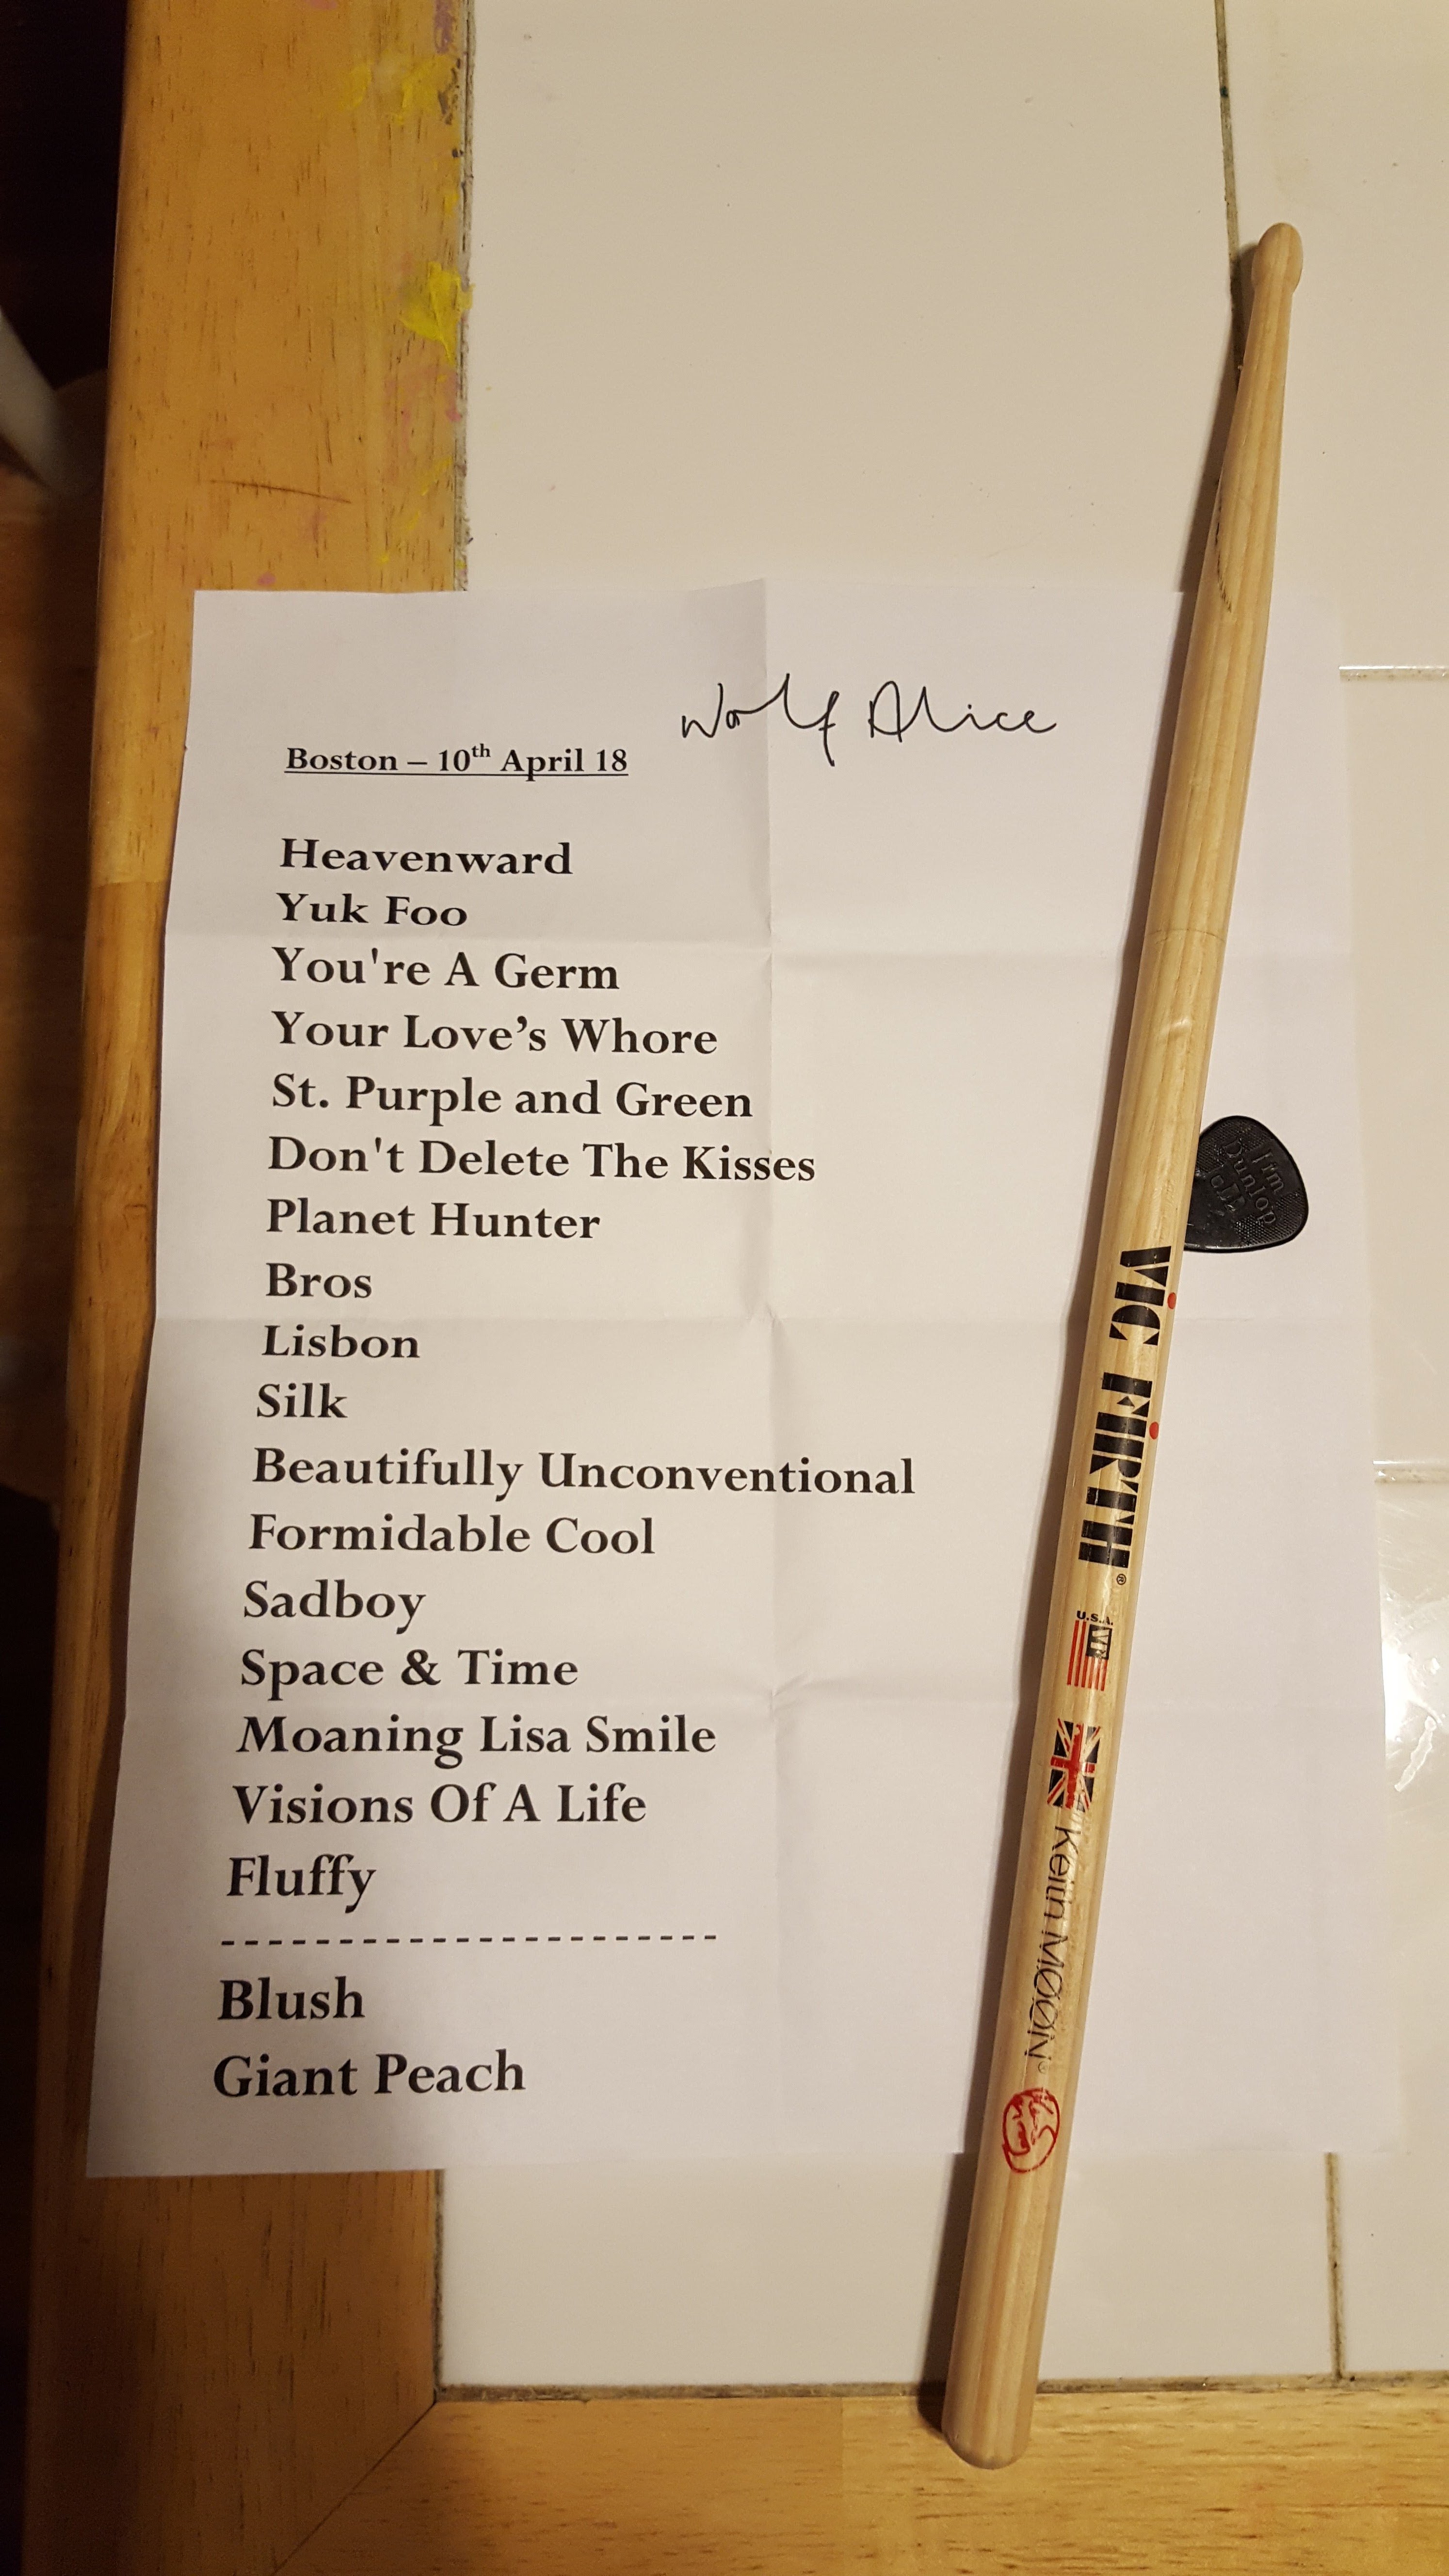 Wolf Alice
Boston – 10th April 18
Heavenward
Yuk Foo
You're A Germ
Your Love’s Whore
St. Purple and Green
Don't Delete The Kisses
Planet Hunter
Bros
Lisbon
Silk
Beautifully Unconventional
Formidable Cool
Sadboy
Space & Time
Moaning Lisa Smile
Visions Of A Life
Fluffy
-----------------------
Blush
Giant Peach
I'm
Dunlop
VIC FIRTH®
U.S.A.
VF
Keith MØØN©